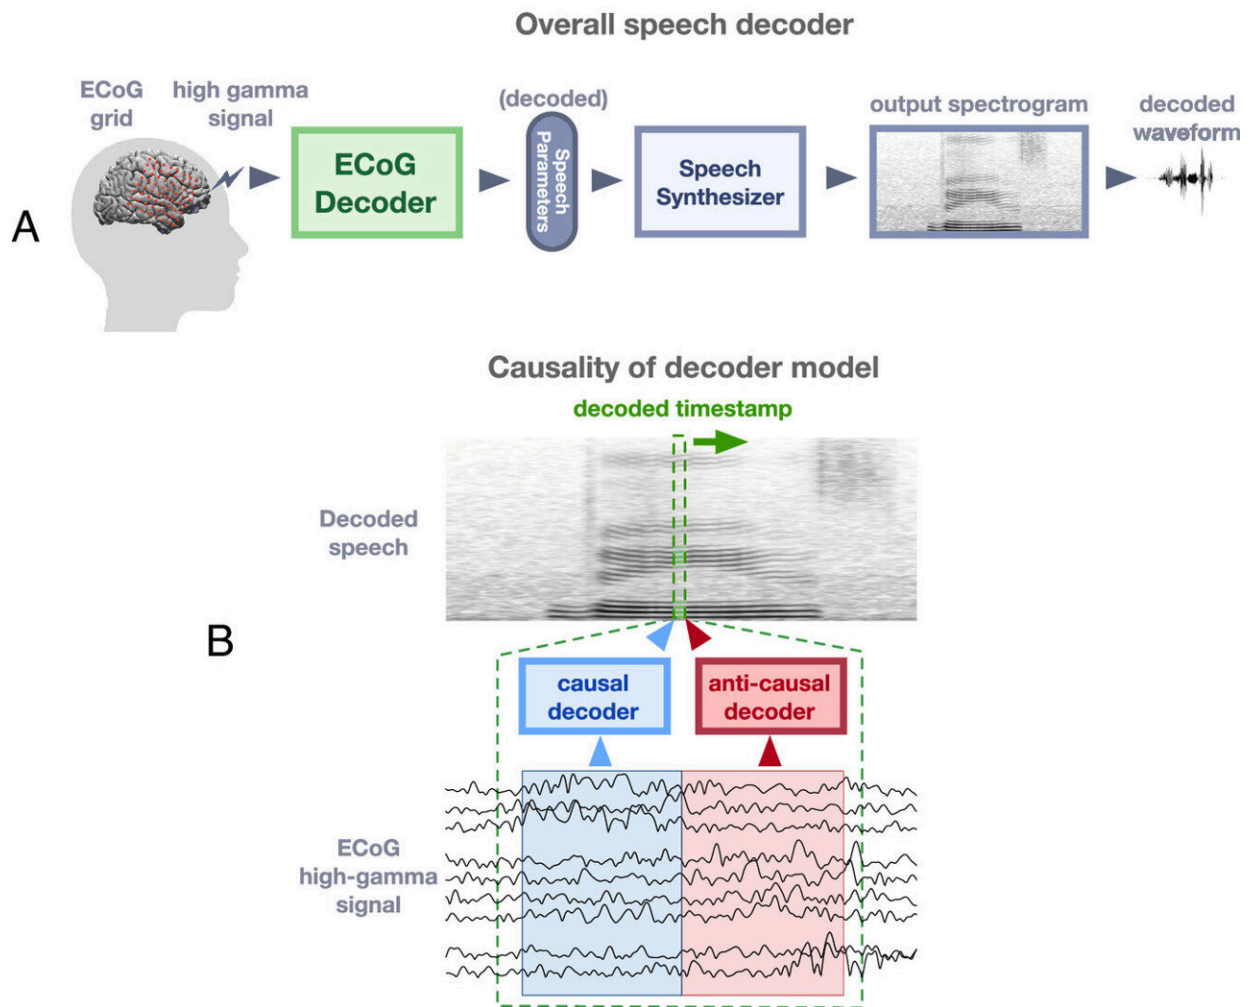 Overall speech decoder
ECoG
grid
high gamma
signal
ECoG
Decoder
(decoded)
Speech
Parameters
Speech
Synthesizer
output spectrogram
decoded
waveform
A
Causality of decoder model
decoded timestamp
Decoded
speech
B
causal
decoder
anti-causal
decoder
ECoG
high-gamma
signal